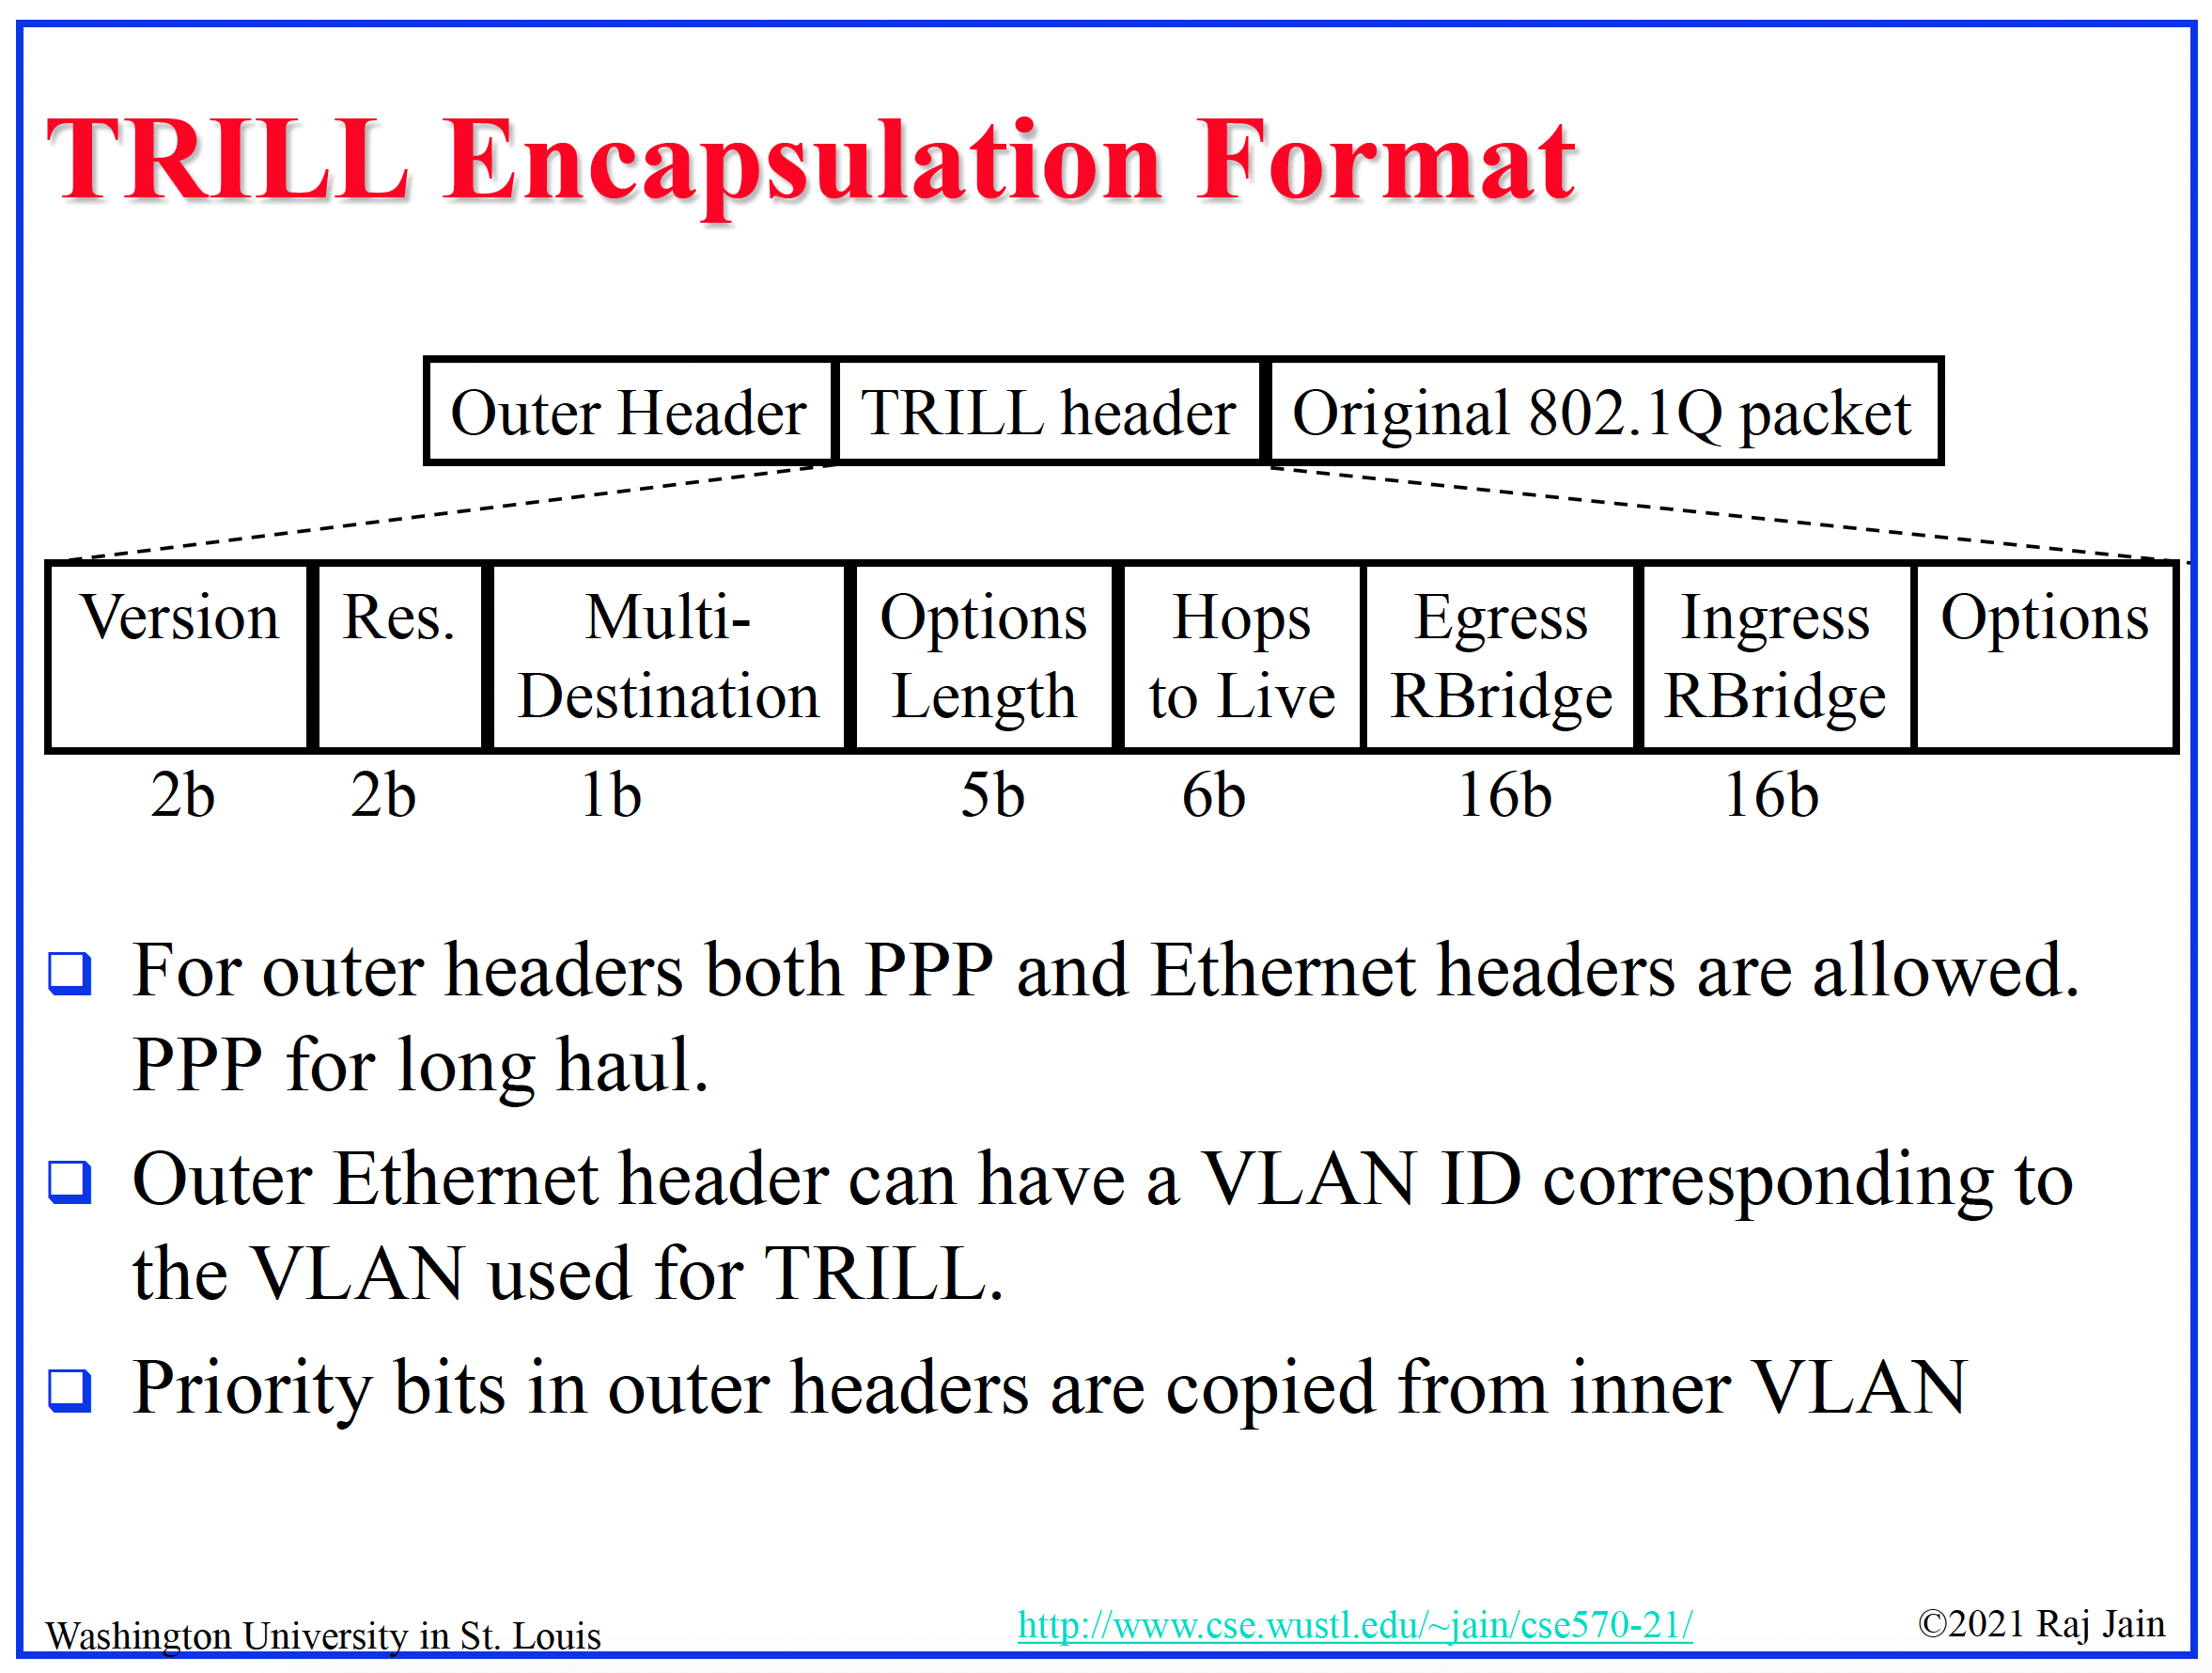 TRILL Encapsulation Format
Outer Header TRILL header Original 802.1Q packet
Version Res. Multi- Options Hops Egress Ingress Options
Destination Length to Live RBridge RBridge
2b 2b 1b 5b 6b 16b 16b
For outer headers both PPP and Ethernet headers are allowed.
PPP for long haul.
Outer Ethernet header can have a VLAN ID corresponding to
the VLAN used for TRILL.
Priority bits in outer headers are copied from inner VLAN
Washington University in St. Louis http://www.cse.wustl.edu/~jain/cse570-21/ ©2021 Raj Jain